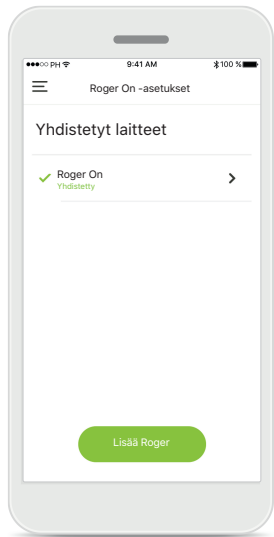 PH 9:41 AM 100 %
Roger On -asetukset
Yhdistetyt laitteet
Roger On
Yhdistetty
Lisää Roger